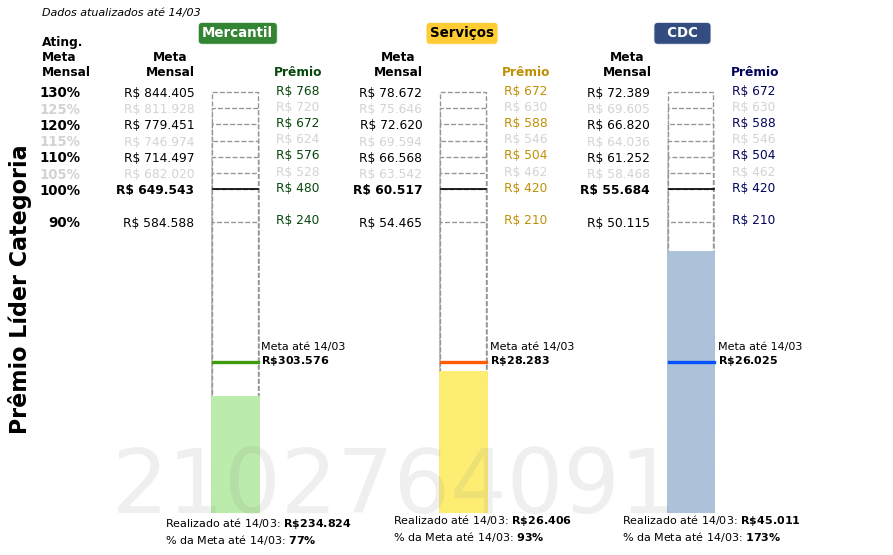 Dados atualizados até 14/03
Mercantil Serviços CDC
Ating. Meta Mensal Meta Mensal Prêmio Meta Mensal Prêmio Meta Mensal Prêmio
130% R$ 844.405 R$ 768 R$ 78.672 R$ 672 R$ 72.389 R$ 672
125% R$ 811.928 R$ 720 R$ 75.646 R$ 630 R$ 69.605 R$ 630
120% R$ 779.451 R$ 672 R$ 72.620 R$ 588 R$ 66.820 R$ 588
115% R$ 746.974 R$ 624 R$ 69.594 R$ 546 R$ 64.036 R$ 546
110% R$ 714.497 R$ 576 R$ 66.568 R$ 504 R$ 61.252 R$ 504
105% R$ 682.020 R$ 528 R$ 63.542 R$ 462 R$ 58.468 R$ 462
100% R$ 649.543 R$ 480 R$ 60.517 R$ 420 R$ 55.684 R$ 420
90% R$ 584.588 R$ 240 R$ 54.465 R$ 210 R$ 50.115 R$ 210
Prêmio Líder Categoria
Meta até 14/03 Meta até 14/03 Meta até 14/03
R$303.576 R$28.283 R$26.025
2102764091
Realizado até 14/03: R$234.824 Realizado até 14/03: R$26.406 Realizado até 14/03: R$45.011
% da Meta até 14/03: 77% % da Meta até 14/03: 93% % da Meta até 14/03: 173%